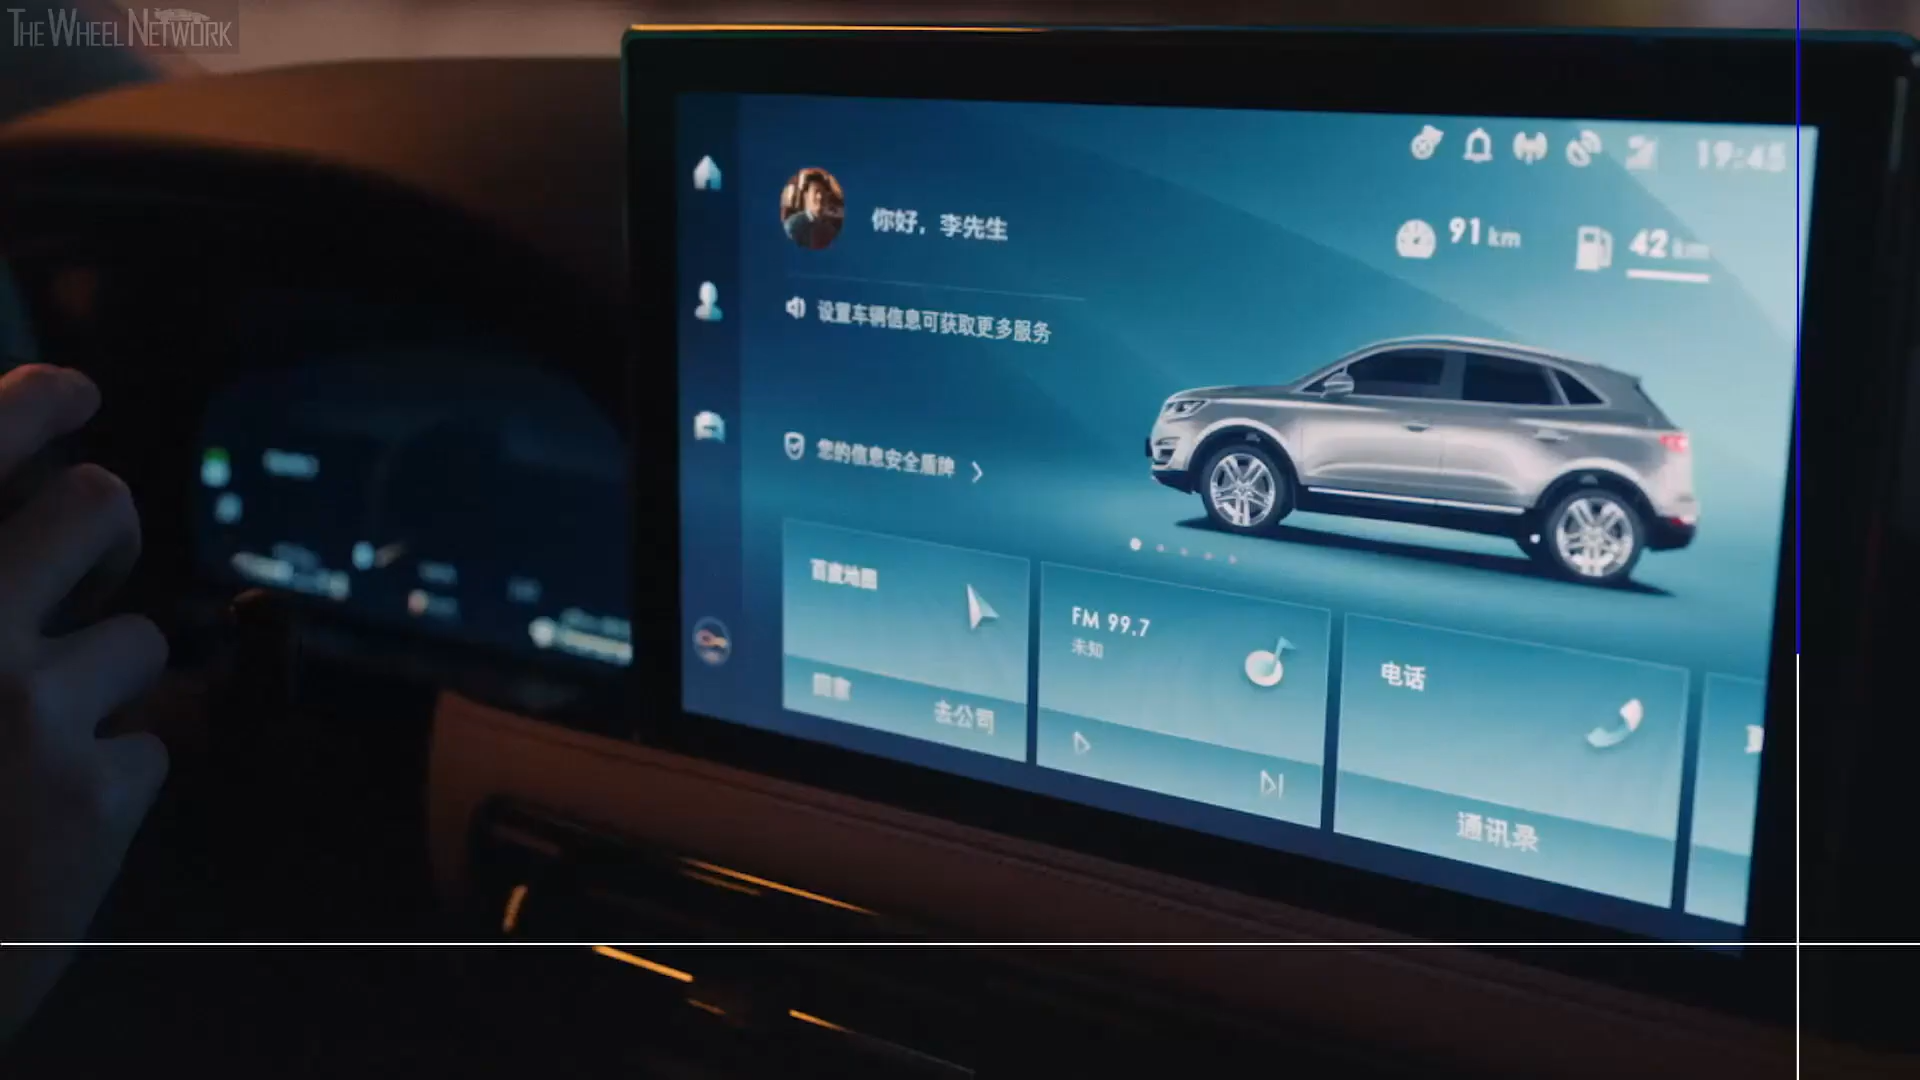 THE WHEEL NETWORK
19:45
你好，李先生
91 km
42 km
设置车辆信息可获取更多服务
您的信息安全盾牌
百度地图
FM 99.7
未知
电话
回家
去公司
通讯录